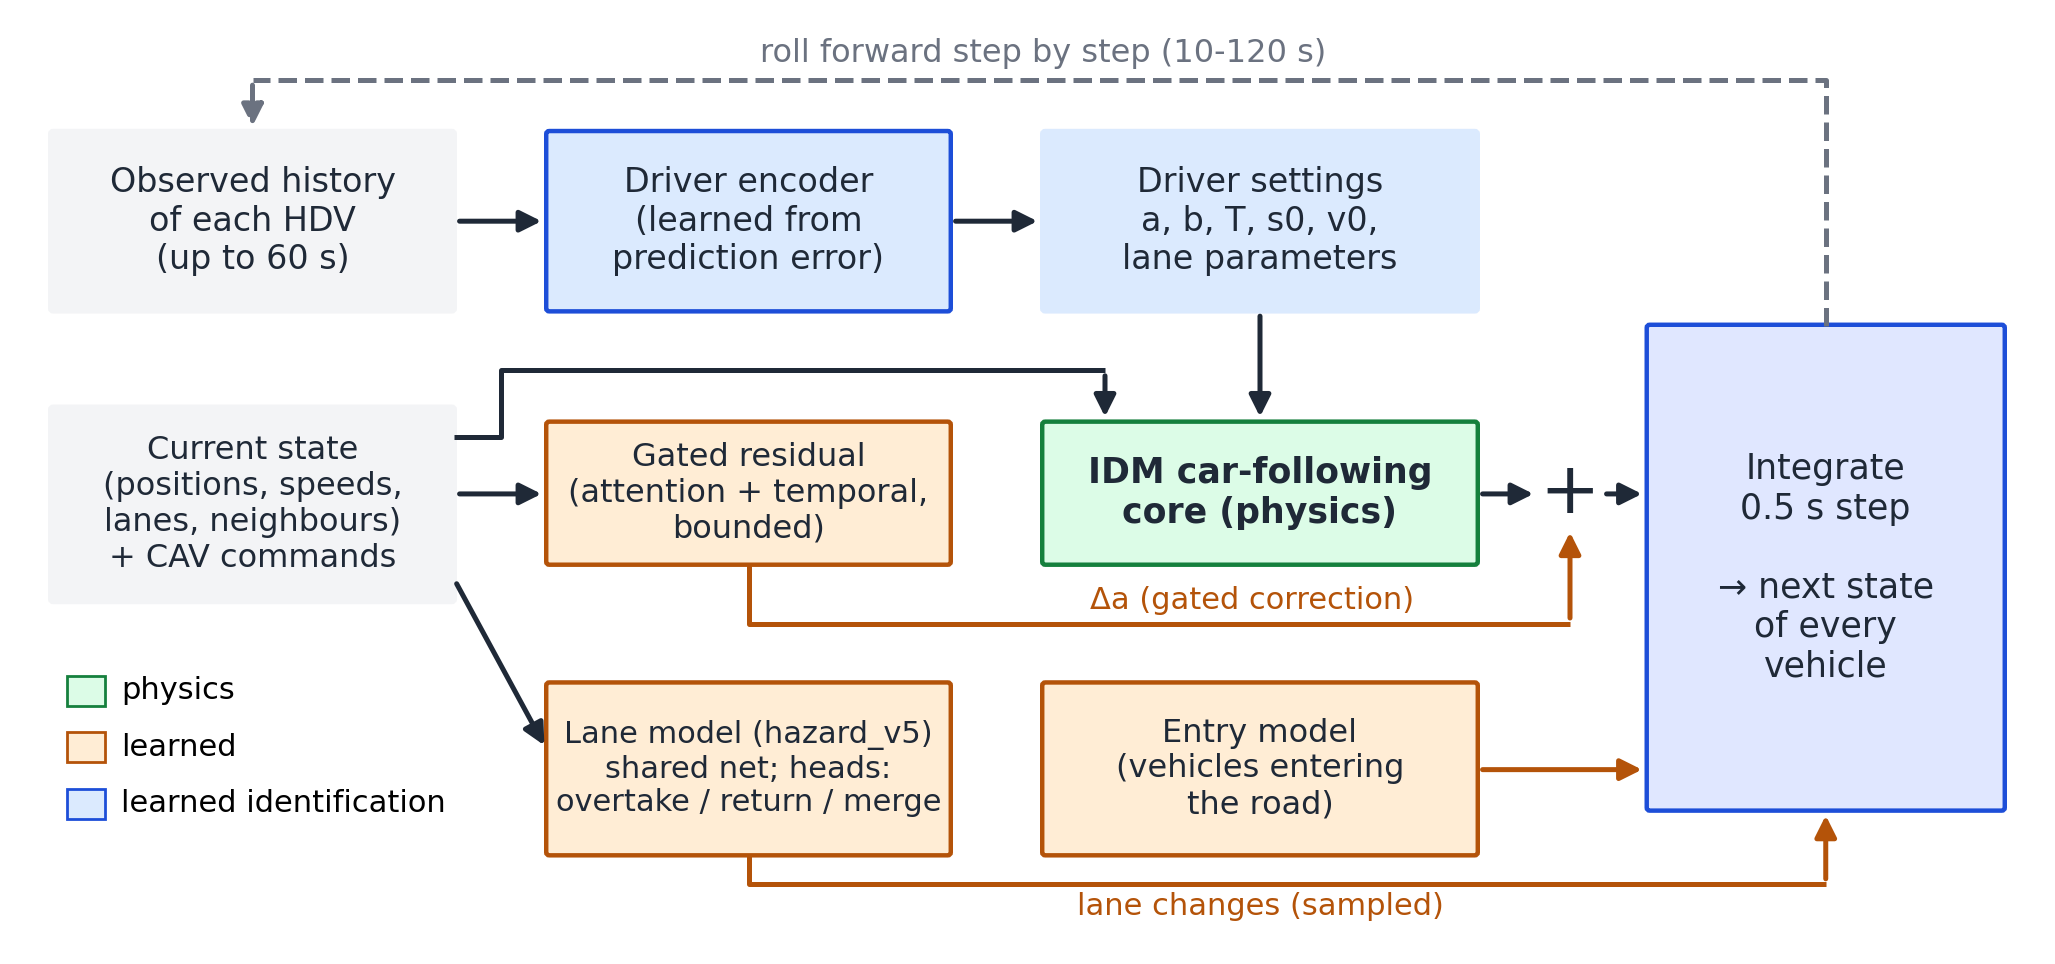 roll forward step by step (10-120 s)
Observed history
of each HDV
(up to 60 s)
Driver encoder
(learned from
prediction error)
Driver settings
a, b, T, s0, v0,
lane parameters
Current state
(positions, speeds,
lanes, neighbours)
+ CAV commands
Gated residual
(attention + temporal,
bounded)
IDM car-following
core (physics)
+
Integrate
0.5 s step
→ next state
of every
vehicle
Δa (gated correction)
physics
learned
learned identification
Lane model (hazard_v5)
shared net; heads:
overtake / return / merge
Entry model
(vehicles entering
the road)
lane changes (sampled)